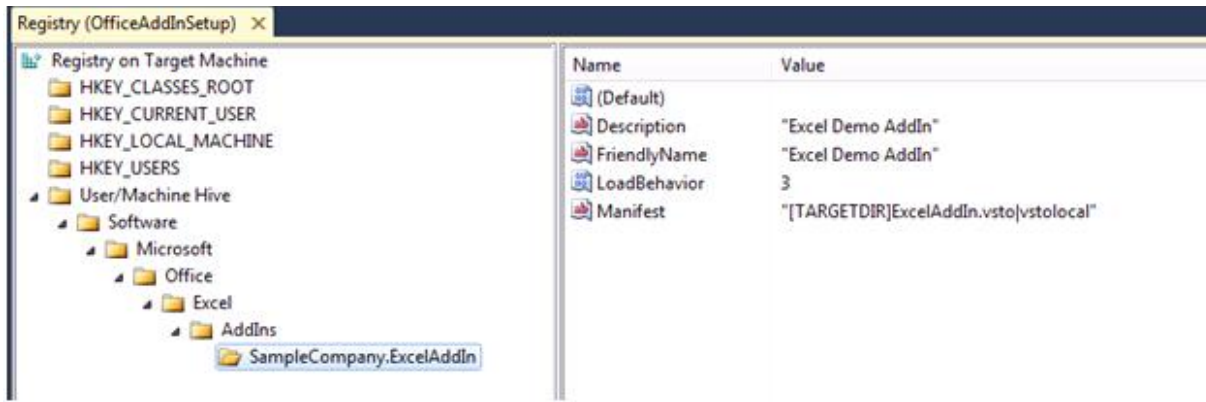 Registry (OfficeAddInSetup)
Registry on Target Machine
HKEY_CLASSES_ROOT
HKEY_CURRENT_USER
HKEY_LOCAL_MACHINE
HKEY_USERS
User/Machine Hive
Software
Microsoft
Office
Excel
AddIns
SampleCompany.ExcelAddIn
Name Value
(Default)
Description "Excel Demo AddIn"
FriendlyName "Excel Demo AddIn"
LoadBehavior 3
Manifest "[TARGETDIR]ExcelAddIn.vsto|vstolocal"